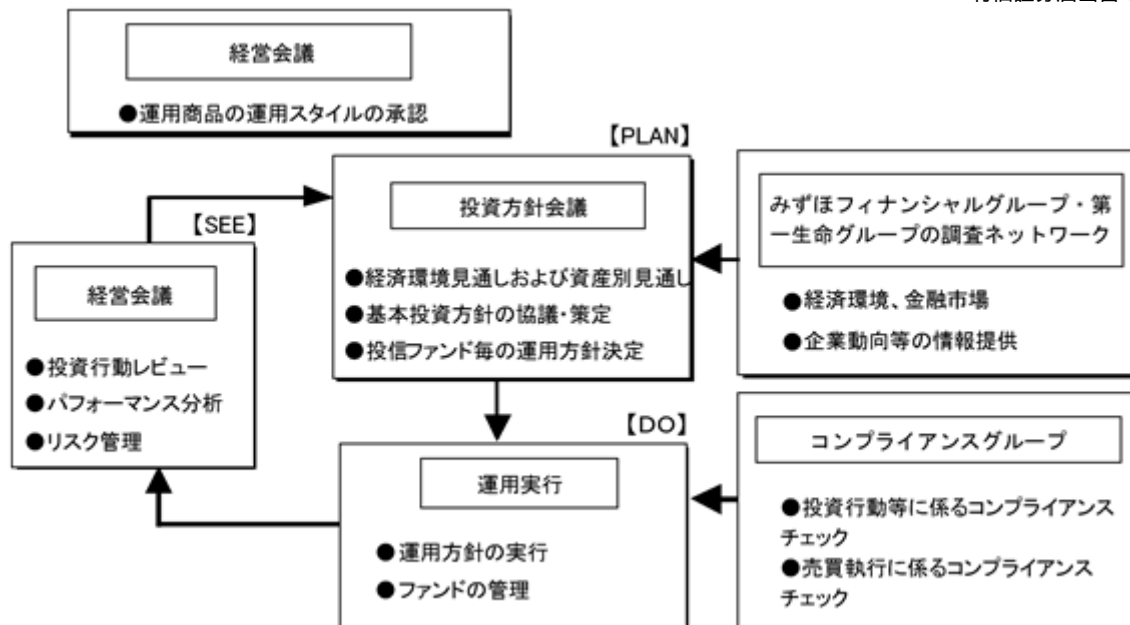 経営会議
●運用商品の運用スタイルの承認
【PLAN】
投資方針会議
●経済環境見通しおよび資産別見通し
●基本投資方針の協議・策定
●投信ファンド毎の運用方針決定
みずほフィナンシャルグループ・第
一生命グループの調査ネットワーク
●経済環境、金融市場
●企業動向等の情報提供
【SEE】
経営会議
●投資行動レビュー
●パフォーマンス分析
●リスク管理
【DO】
運用実行
●運用方針の実行
●ファンドの管理
コンプライアンスグループ
●投資行動等に係るコンプライアンス
チェック
●売買執行に係るコンプライアンス
チェック